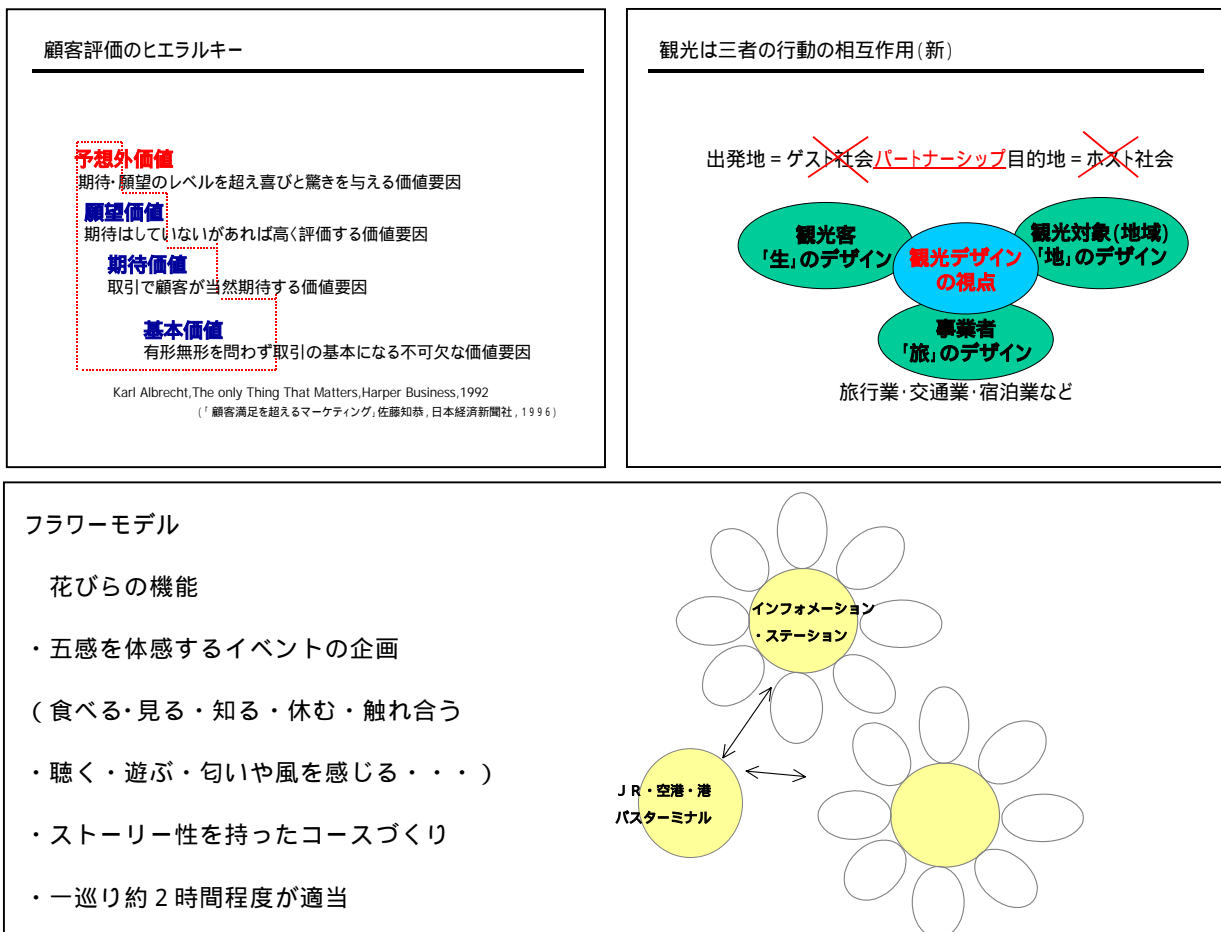 顧客評価のヒエラルキー
予想外価値
期待・願望のレベルを超え喜びと驚きを与える価値要因
願望価値
期待はしていないがあれば高く評価する価値要因
期待価値
取引で顧客が当然期待する価値要因
基本価値
有形無形を問わず取引の基本になる不可欠な価値要因
Karl Albrecht,The only Thing That Matters,Harper Business,1992
(「顧客満足を超えるマーケティング」佐藤知恭,日本経済新聞社,1996)
観光は三者の行動の相互作用(新)
出発地=ゲスト社会パートナーシップ目的地=ホスト社会
観光客
「生」のデザイン
観光デザイン
の視点
観光対象(地域)
「地」のデザイン
事業者
「旅」のデザイン
旅行業・交通業・宿泊業など
フラワーモデル
花びらの機能
・五感を体感するイベントの企画
(食べる・見る・知る・休む・触れ合う
・聴く・遊ぶ・匂いや風を感じる・・・)
・ストーリー性を持ったコースづくり
・一巡り約2時間程度が適当
インフォメーション
・ステーション
JR・空港・港
バスターミナル